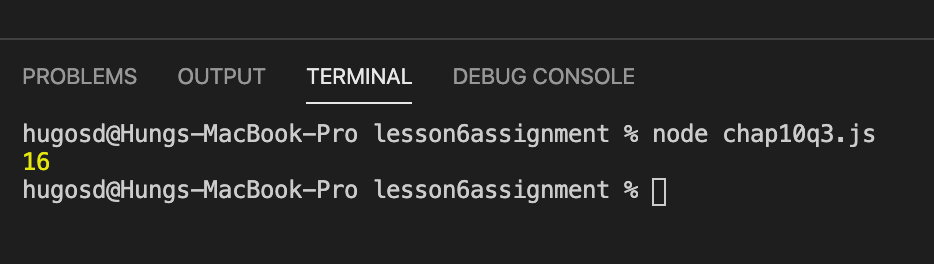 PROBLEMS OUTPUT TERMINAL DEBUG CONSOLE
hugosd@Hungs-MacBook-Pro lesson6assignment % node chap10q3.js
16
hugosd@Hungs-MacBook-Pro lesson6assignment %